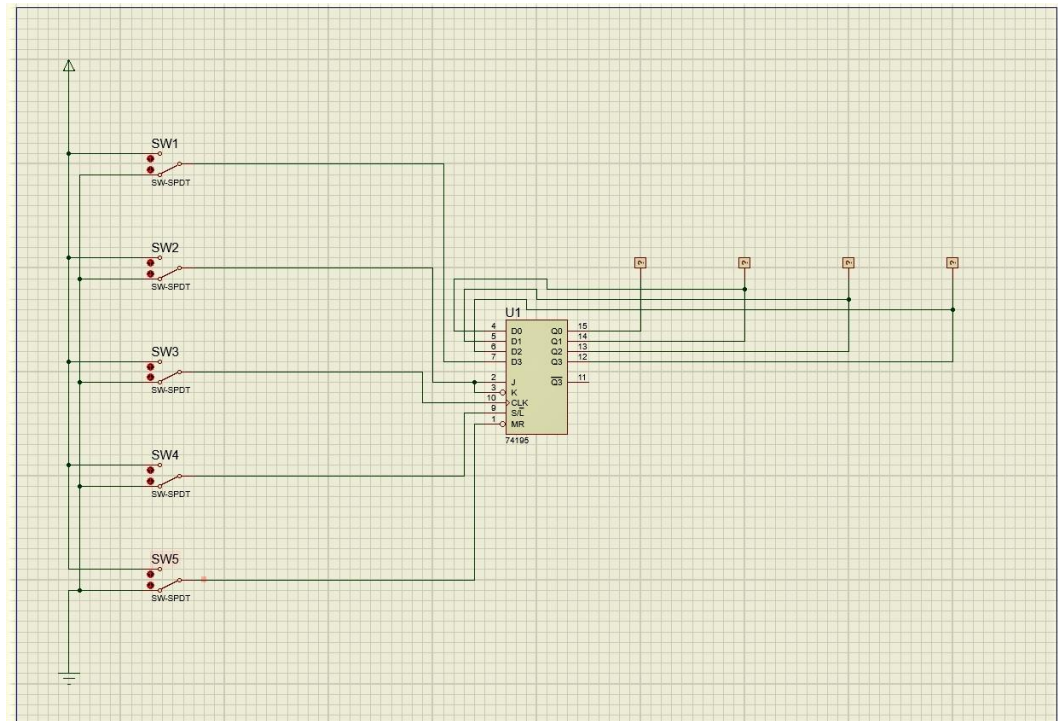 SW1
SW-SPDT
SW2
SW-SPDT
? ? ? ?
U1
4 D0 Q0 15
5 D1 Q1 14
6 D2 Q2 13
7 D3 Q3 12
2 J Q3 11
3 K
10 CLK
9 S/L
1 MR
74195
SW3
SW-SPDT
SW4
SW-SPDT
SW5
SW-SPDT